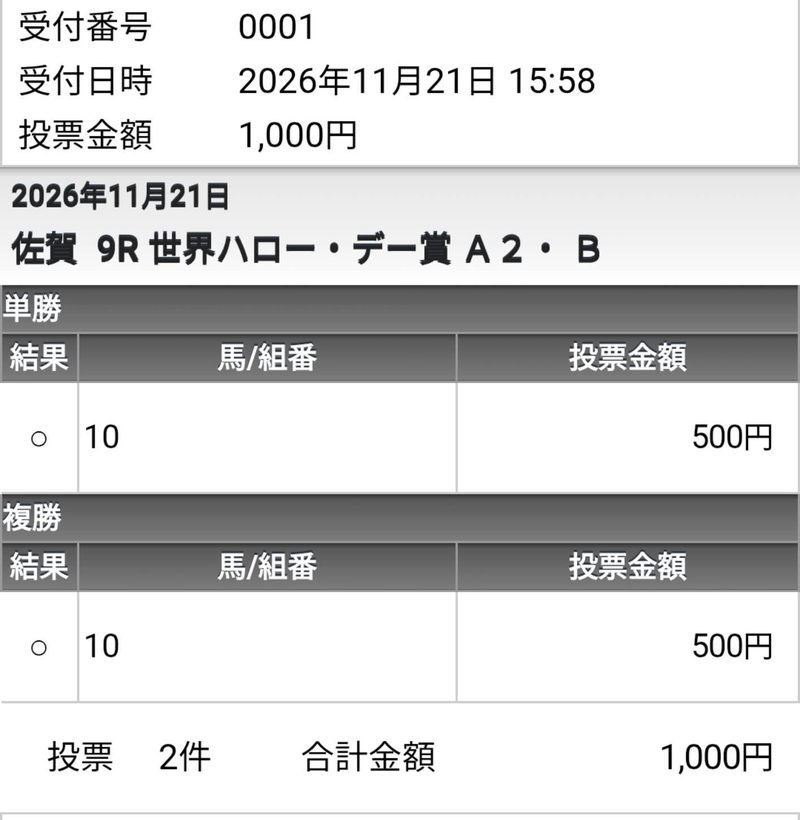 受付番号 0001
受付日時 2026年11月21日 15:58
投票金額 1,000円
2026年11月21日
佐賀 9R 世界ハロー・デー賞 Ａ２・ Ｂ
単勝
結果 馬/組番 投票金額
○ 10 500円
複勝
結果 馬/組番 投票金額
○ 10 500円
投票 2件 合計金額 1,000円